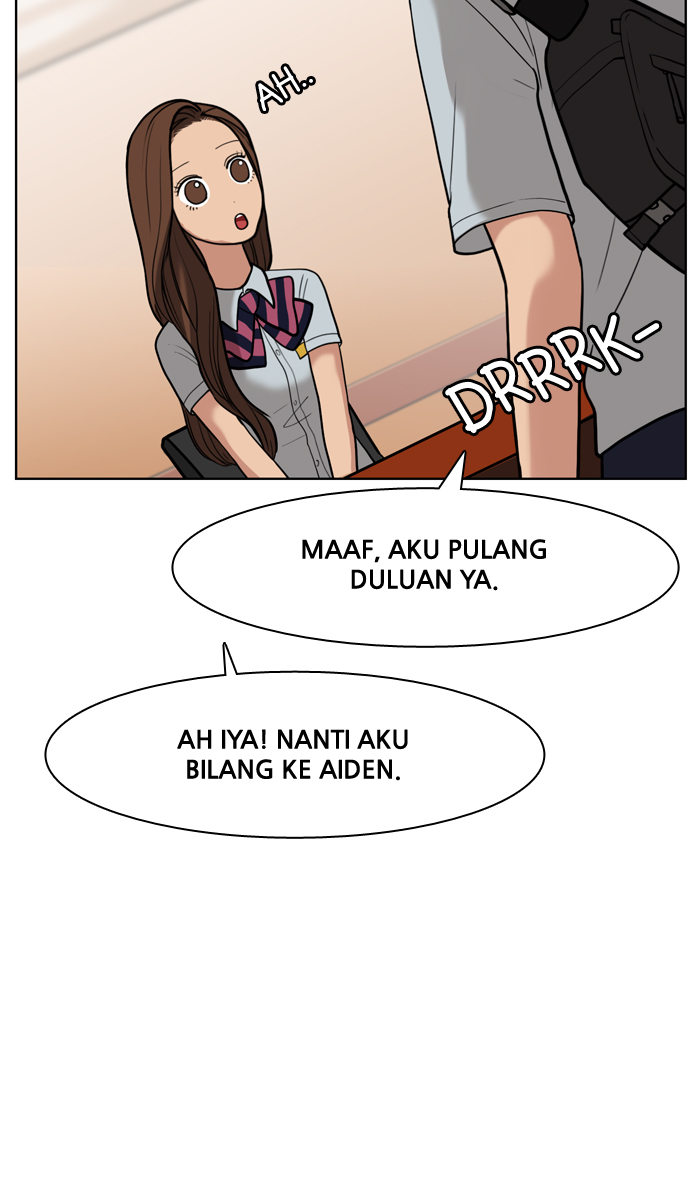 AH..
DRRRK-
MAAF, AKU PULANG
DULUAN YA.
AH IYA! NANTI AKU
BILANG KE AIDEN.